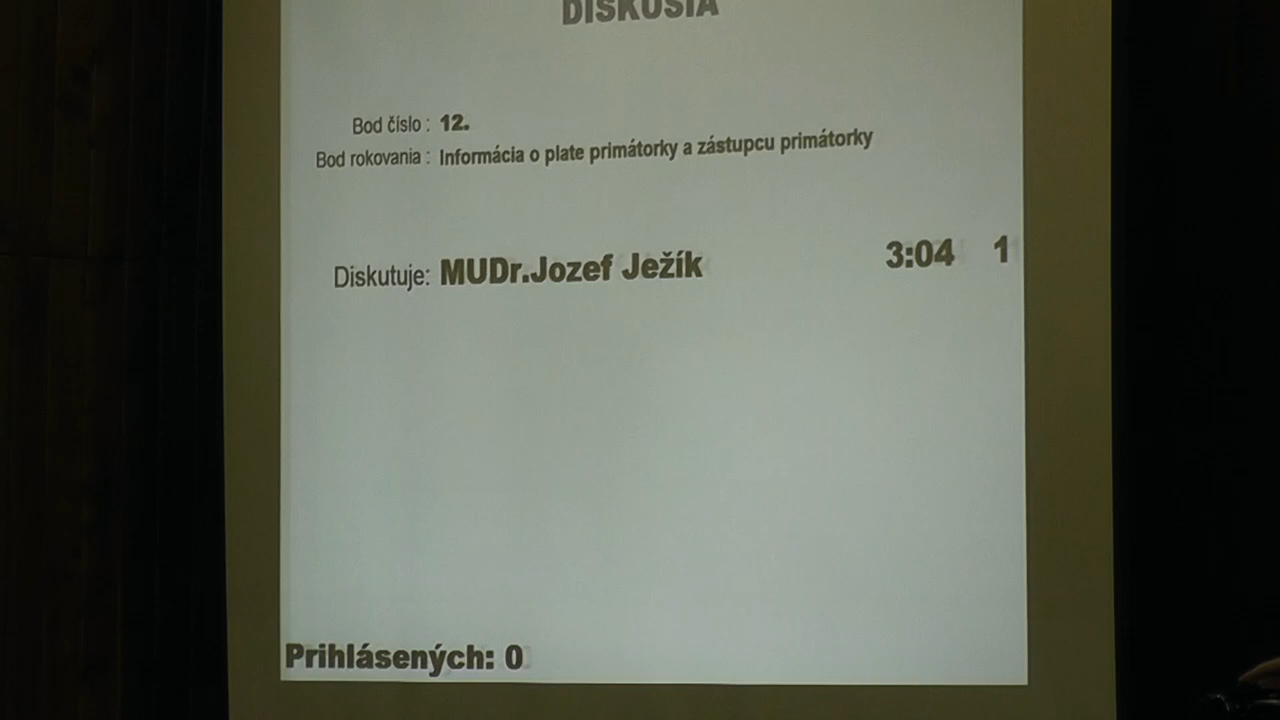 DISKUSIA
Bod číslo : 12.
Bod rokovania : Informácia o plate primátorky a zástupcu primátorky
Diskutuje: MUDr.Jozef Ježík 3:04 1
Prihlásených: 0